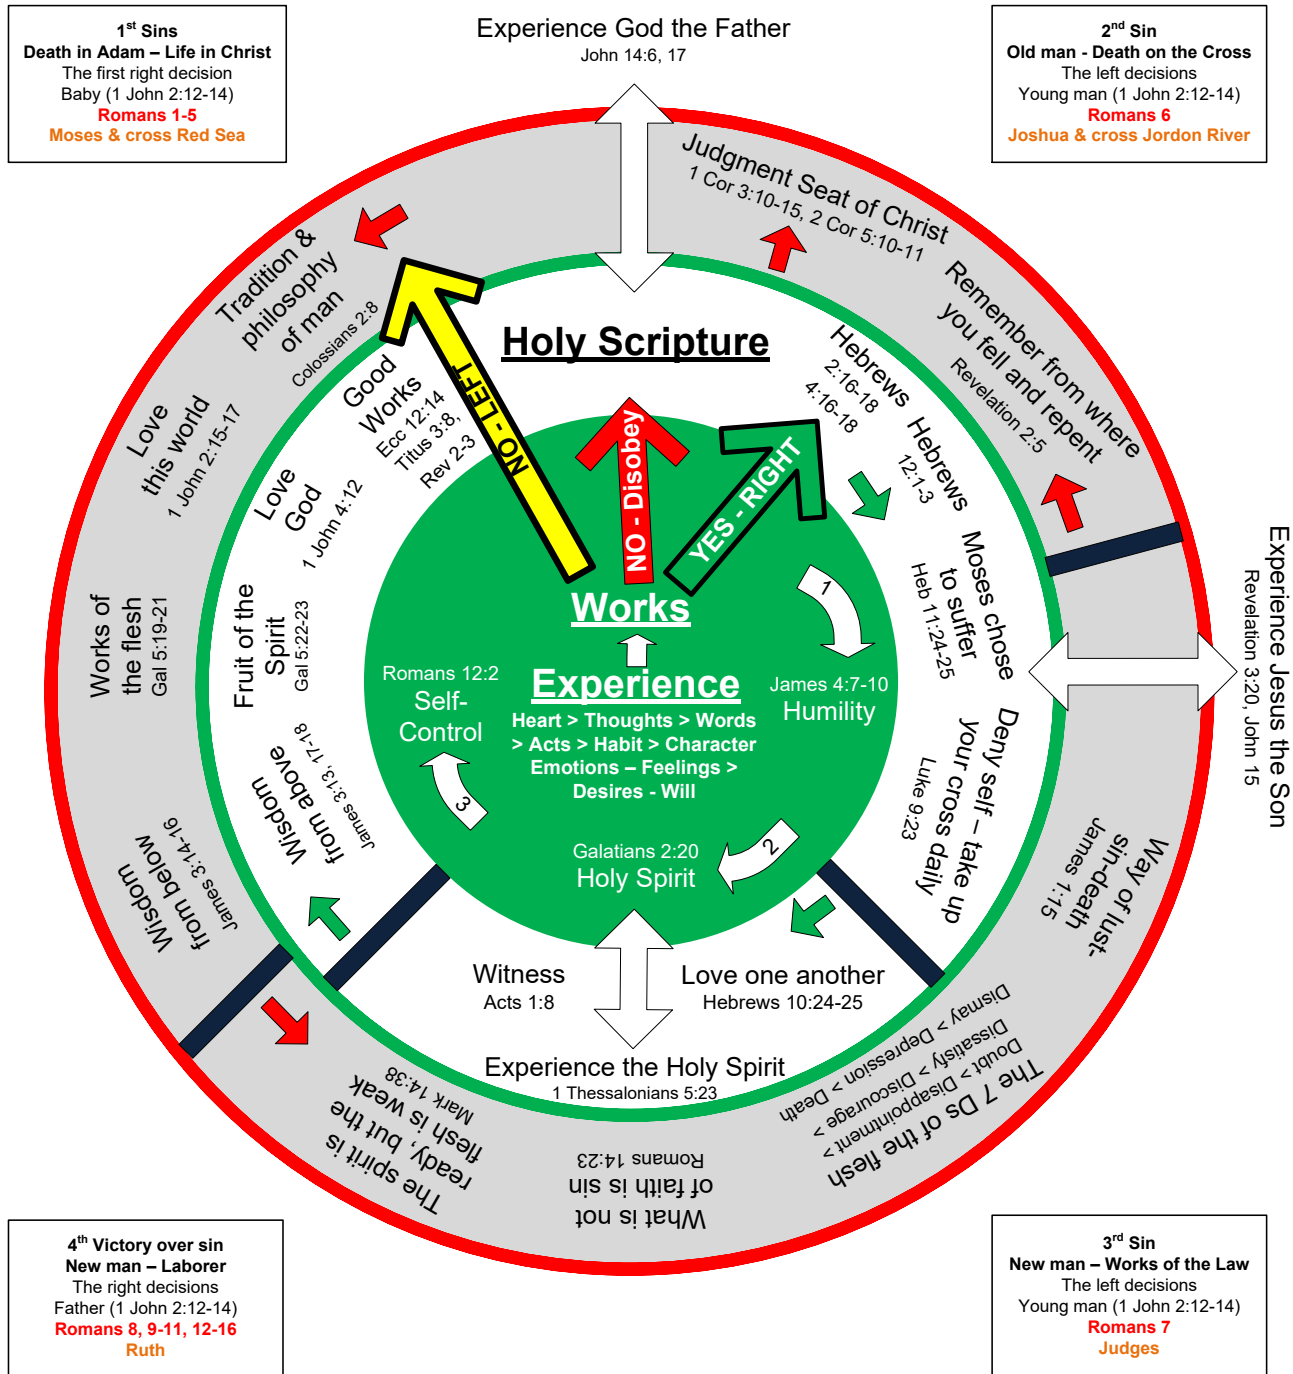 1st Sins
Death in Adam – Life in Christ
The first right decision
Baby (1 John 2:12-14)
Romans 1-5
Moses & cross Red Sea
Experience God the Father
John 14:6, 17
2nd Sin
Old man - Death on the Cross
The left decisions
Young man (1 John 2:12-14)
Romans 6
Joshua & cross Jordon River
Judgment Seat of Christ
1 Cor 3:10-15, 2 Cor 5:10-11
Remember from where
you fell and repent
Revelation 2:5
Experience Jesus the Son
Revelation 3:20, John 15
Way of lust-
sin-death
James 1:15
The 7 Ds of the flesh
Doubt > Disappointment >
Dissatisfy > Discourage >
Dismay > Depression > Death
What is not
of faith is sin
Romans 14:23
The spirit is
ready, but the
flesh is weak
Mark 14:38
Wisdom
from below
James 3:14-16
Works of
the flesh
Gal 5:19-21
Love
this world
1 John 2:15-17
Tradition &
philosophy
of man
Colossians 2:8
Holy Scripture
Hebrews
2:16-18
4:16-18
Hebrews
12:1-3
Moses chose
to suffer
Heb 11:24-25
Deny self – take up
your cross daily
Luke 9:23
Love one another
Hebrews 10:24-25
Witness
Acts 1:8
Experience the Holy Spirit
1 Thessalonians 5:23
Wisdom
from above
James 3:13, 17-18
Fruit of the
Spirit
Gal 5:22-23
Love
God
1 John 4:12
Good
Works
Ecc 12:14
Titus 3:8,
Rev 2-3
NO - LEFT
NO - Disobey
YES - RIGHT
Works
Experience
Heart > Thoughts > Words
> Acts > Habit > Character
Emotions – Feelings >
Desires - Will
1
James 4:7-10
Humility
2
Galatians 2:20
Holy Spirit
3
Romans 12:2
Self-
Control
4th Victory over sin
New man – Laborer
The right decisions
Father (1 John 2:12-14)
Romans 8, 9-11, 12-16
Ruth
3rd Sin
New man – Works of the Law
The left decisions
Young man (1 John 2:12-14)
Romans 7
Judges